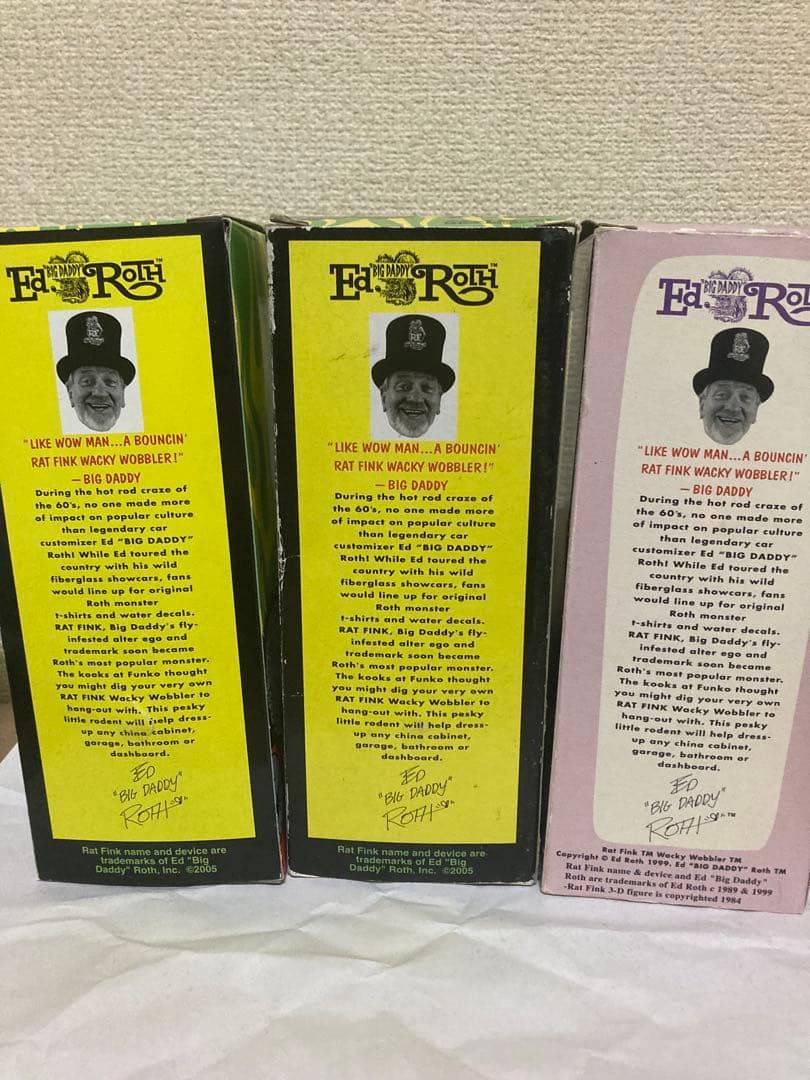 Ed "BIG DADDY" ROTH™
RF
"LIKE WOW MAN...A BOUNCIN'
RAT FINK WACKY WOBBLER!"
— BIG DADDY
During the hot rod craze of
the 60's, no one made more
of impact on popular culture
than legendary car
customizer Ed "BIG DADDY"
Roth! While Ed toured the
country with his wild
fiberglass showcars, fans
would line up for original
Roth monster
t-shirts and water decals.
RAT FINK, Big Daddy's fly-
infested alter ego and
trademark soon became
Roth's most popular monster.
The kooks at Funko thought
you might dig your very own
RAT FINK Wacky Wobbler to
hang-out with. This pesky
little rodent will help dress-
up any china cabinet,
garage, bathroom or
dashboard.
ED
"BIG DADDY"
ROTH
Rat Fink name and device are
trademarks of Ed "Big
Daddy" Roth, Inc. ©2005
Ed "BIG DADDY" ROTH™
RF
"LIKE WOW MAN...A BOUNCIN'
RAT FINK WACKY WOBBLER!"
— BIG DADDY
During the hot rod craze of
the 60's, no one made more
of impact on popular culture
than legendary car
customizer Ed "BIG DADDY"
Roth! While Ed toured the
country with his wild
fiberglass showcars, fans
would line up for original
Roth monster
t-shirts and water decals.
RAT FINK, Big Daddy's fly-
infested alter ego and
trademark soon became
Roth's most popular monster.
The kooks at Funko thought
you might dig your very own
RAT FINK Wacky Wobbler to
hang-out with. This pesky
little rodent will help dress-
up any china cabinet,
garage, bathroom or
dashboard.
ED
"BIG DADDY"
ROTH
Rat Fink name and device are
trademarks of Ed "Big
Daddy" Roth, Inc. ©2005
Ed "BIG DADDY" ROT
"LIKE WOW MAN...A BOUNCIN'
RAT FINK WACKY WOBBLER!"
— BIG DADDY
During the hot rod craze of
the 60's, no one made more
of impact on popular culture
than legendary car
customizer Ed "BIG DADDY"
Roth! While Ed toured the
country with his wild
fiberglass showcars, fans
would line up for original
Roth monster
t-shirts and water decals.
RAT FINK, Big Daddy's fly-
infested alter ego and
trademark soon became
Roth's most popular monster.
The kooks at Funko thought
you might dig your very own
RAT FINK Wacky Wobbler to
hang-out with. This pesky
little rodent will help dress-
up any china cabinet,
garage, bathroom or
dashboard.
ED
"BIG DADDY"
ROTH ™
Rat Fink TM Wacky Wobbler TM
Copyright © Ed Roth 1999. Ed "BIG DADDY" Roth TM
Rat Fink name & device and Ed "Big Daddy"
Roth are trademarks of Ed Roth c 1989 & 1999
-Rat Fink 3-D figure is copyrighted 1984